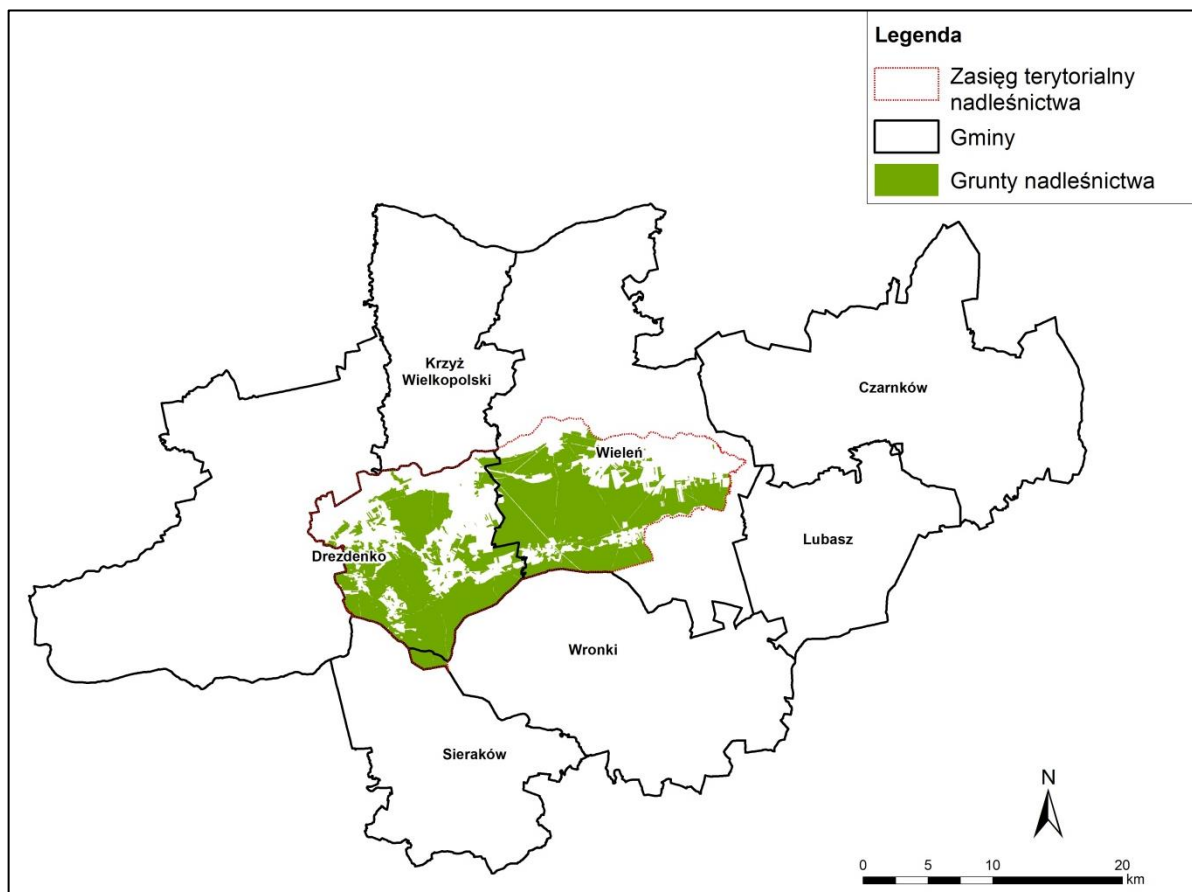 Legenda
Zasięg terytorialny
nadleśnictwa
Gminy
Grunty nadleśnictwa
Krzyż
Wielkopolski
Czarnków
Wieleń
Lubasz
Drezdenko
Wronki
Sieraków
N
0 5 10 20
km